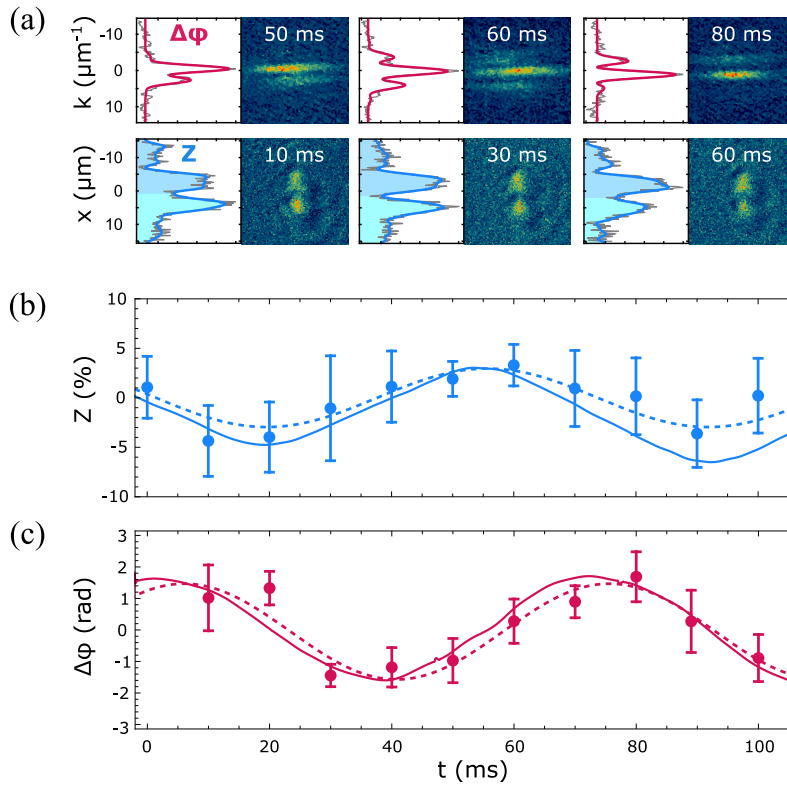 (a)
Δφ 50 ms 60 ms 80 ms
k (μm⁻¹)
-10
0
10
Z 10 ms 30 ms 60 ms
x (μm)
-10
0
10
(b)
Z (%)
10
5
0
-5
-10
(c)
Δφ (rad)
3
2
1
0
-1
-2
-3
0 20 40 60 80 100
t (ms)